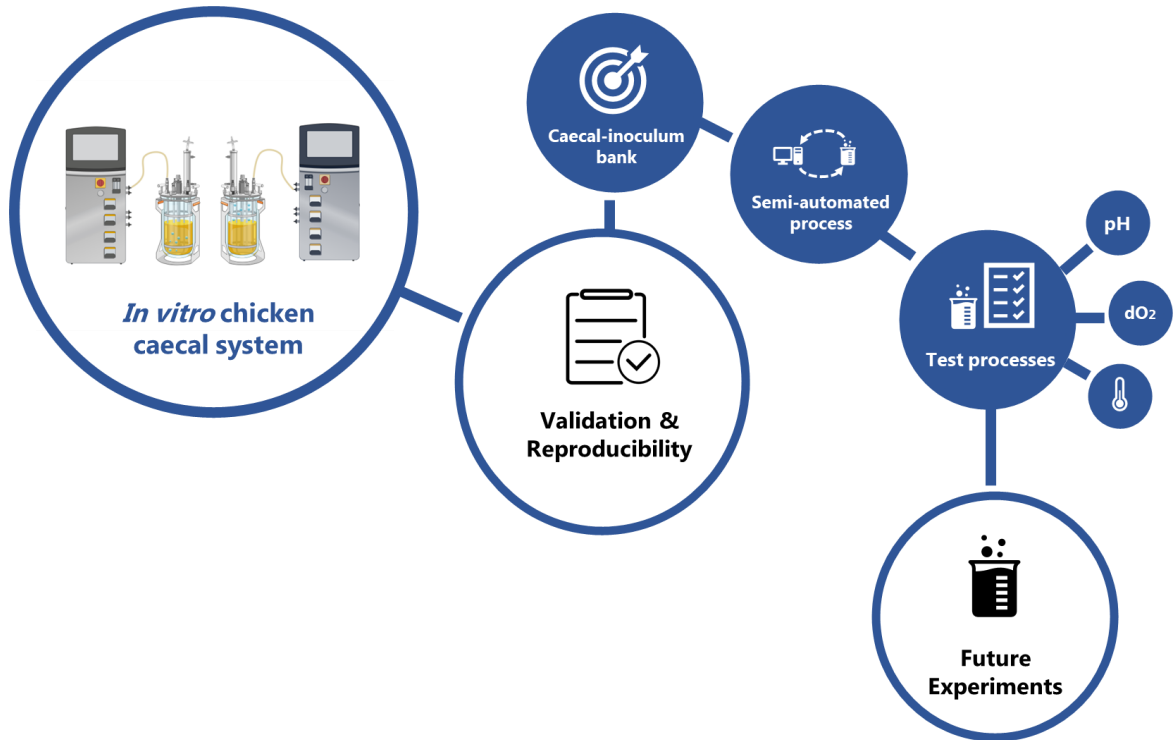 In vitro chicken
caecal system
Validation &
Reproducibility
Caecal-inoculum
bank
Semi-automated
process
Test processes
pH
dO₂
Future
Experiments